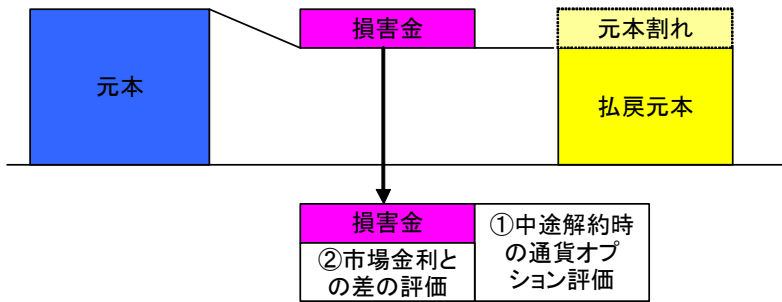 元本
損害金
元本割れ
払戻元本
損害金
②市場金利と
の差の評価
①中途解約時
の通貨オプ
ション評価